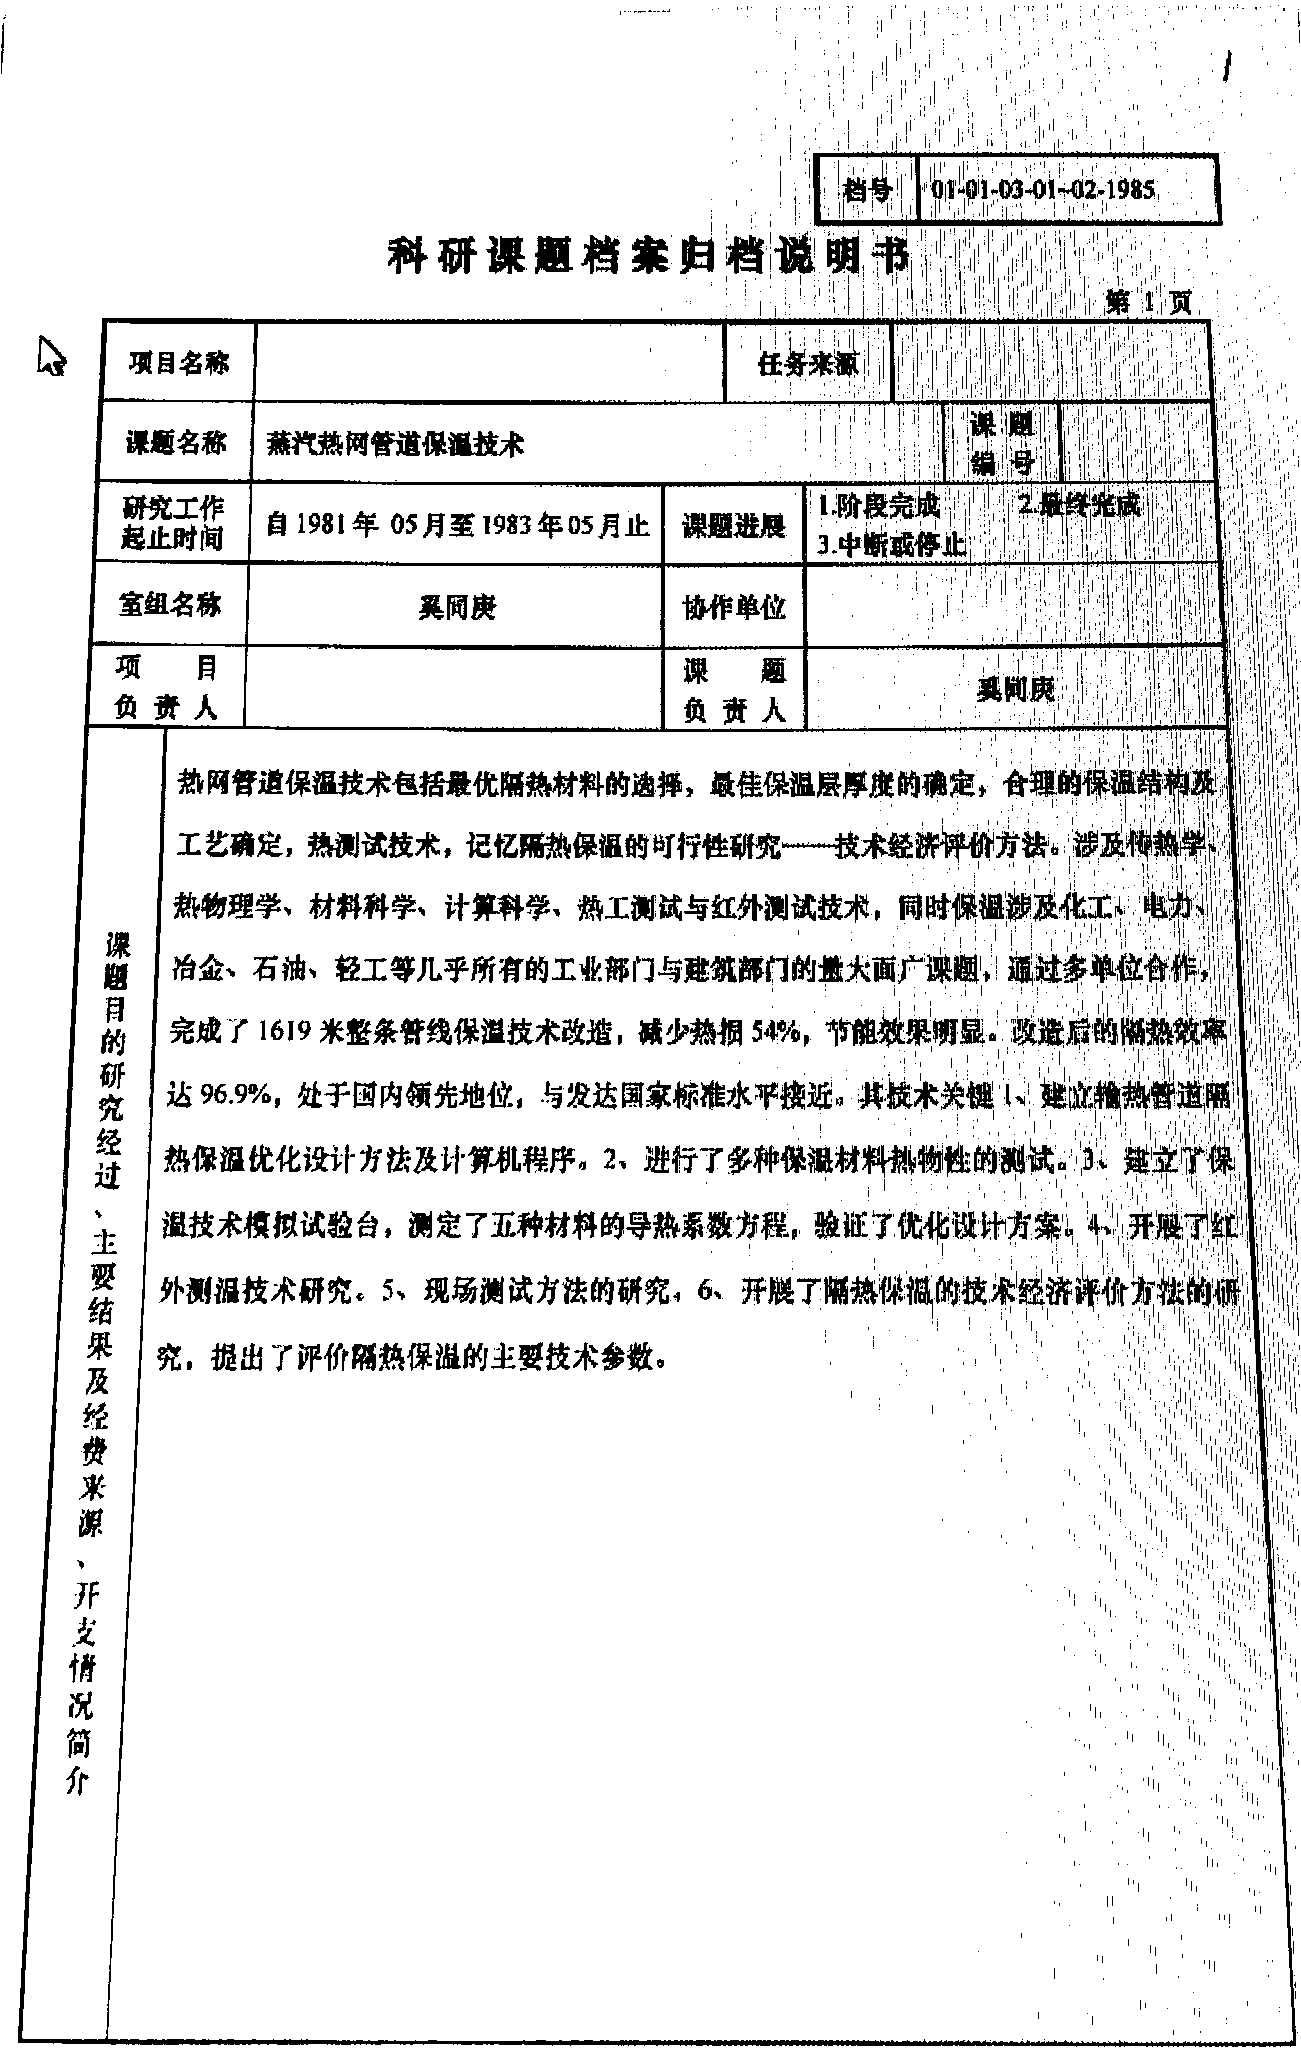 档号 01-01-03-01~02-1985
科研课题档案归档说明书
第 1 页
项目名称 任务来源
课题名称 蒸汽热网管道保温技术 课题编号
研究工作起止时间 自1981年 05月至1983年05月止 课题进展 1.阶段完成 2.最终完成
3.中断或停止
室组名称 奚同庚 协作单位
项目负责人 课题负责人 奚同庚
课题目的研究经过、主要结果及经费来源、开支情况简介
热网管道保温技术包括最优隔热材料的选择，最佳保温层厚度的确定，合理的保温结构及
工艺确定，热测试技术，记忆隔热保温的可行性研究——技术经济评价方法。涉及传热学、
热物理学、材料科学、计算科学、热工测试与红外测试技术，同时保温涉及化工、电力、
冶金、石油、轻工等几乎所有的工业部门与建筑部门的量大面广课题，通过多单位合作，
完成了1619米整条管线保温技术改造，减少热损54%，节能效果明显。改造后的隔热效率
达96.9%，处于国内领先地位，与发达国家标准水平接近。其技术关键1、建立输热管道隔
热保温优化设计方法及计算机程序。2、进行了多种保温材料热物性的测试。3、建立了保
温技术模拟试验台，测定了五种材料的导热系数方程，验证了优化设计方案。4、开展了红
外测温技术研究。5、现场测试方法的研究。6、开展了隔热保温的技术经济评价方法的研
究，提出了评价隔热保温的主要技术参数。